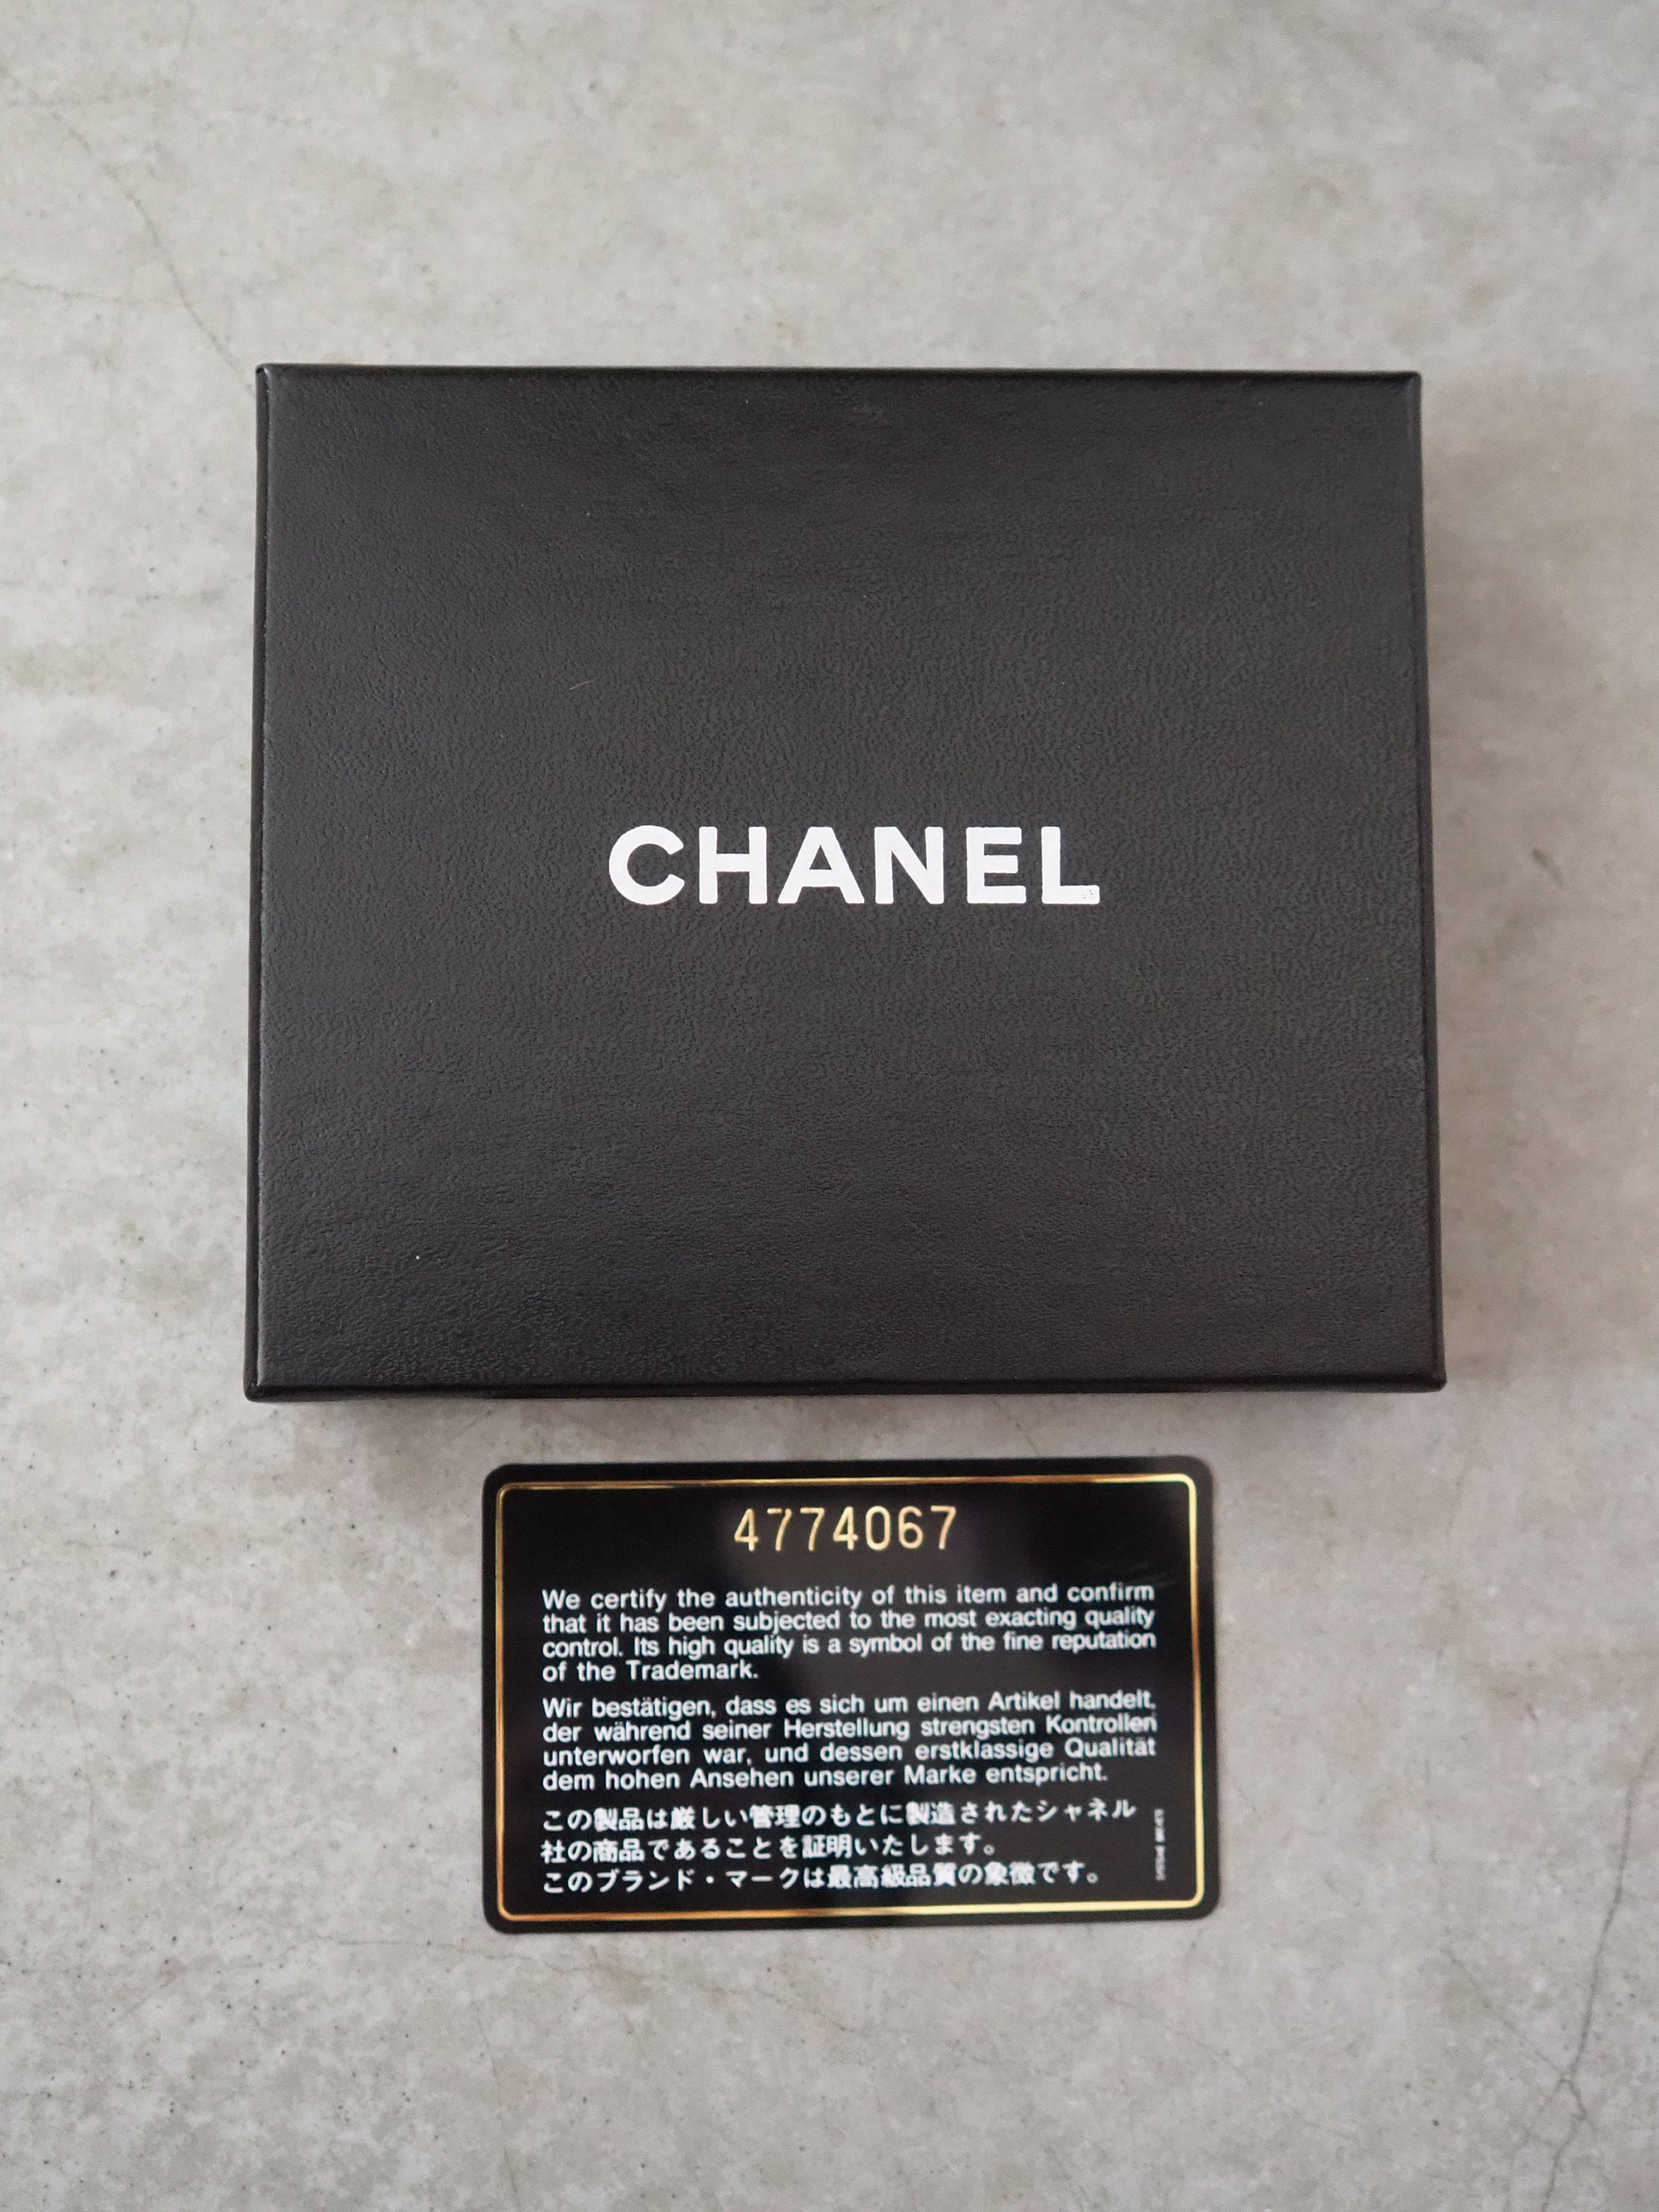 CHANEL
4774067
We certify the authenticity of this item and confirm
that it has been subjected to the most exacting quality
control. Its high quality is a symbol of the fine reputation
of the Trademark.
Wir bestätigen, dass es sich um einen Artikel handelt,
der während seiner Herstellung strengsten Kontrollen
unterworfen war, und dessen erstklassige Qualität
dem hohen Ansehen unserer Marke entspricht.
この製品は厳しい管理のもとに製造されたシャネル
社の商品であることを証明いたします。
このブランド・マークは最高級品質の象徴です。